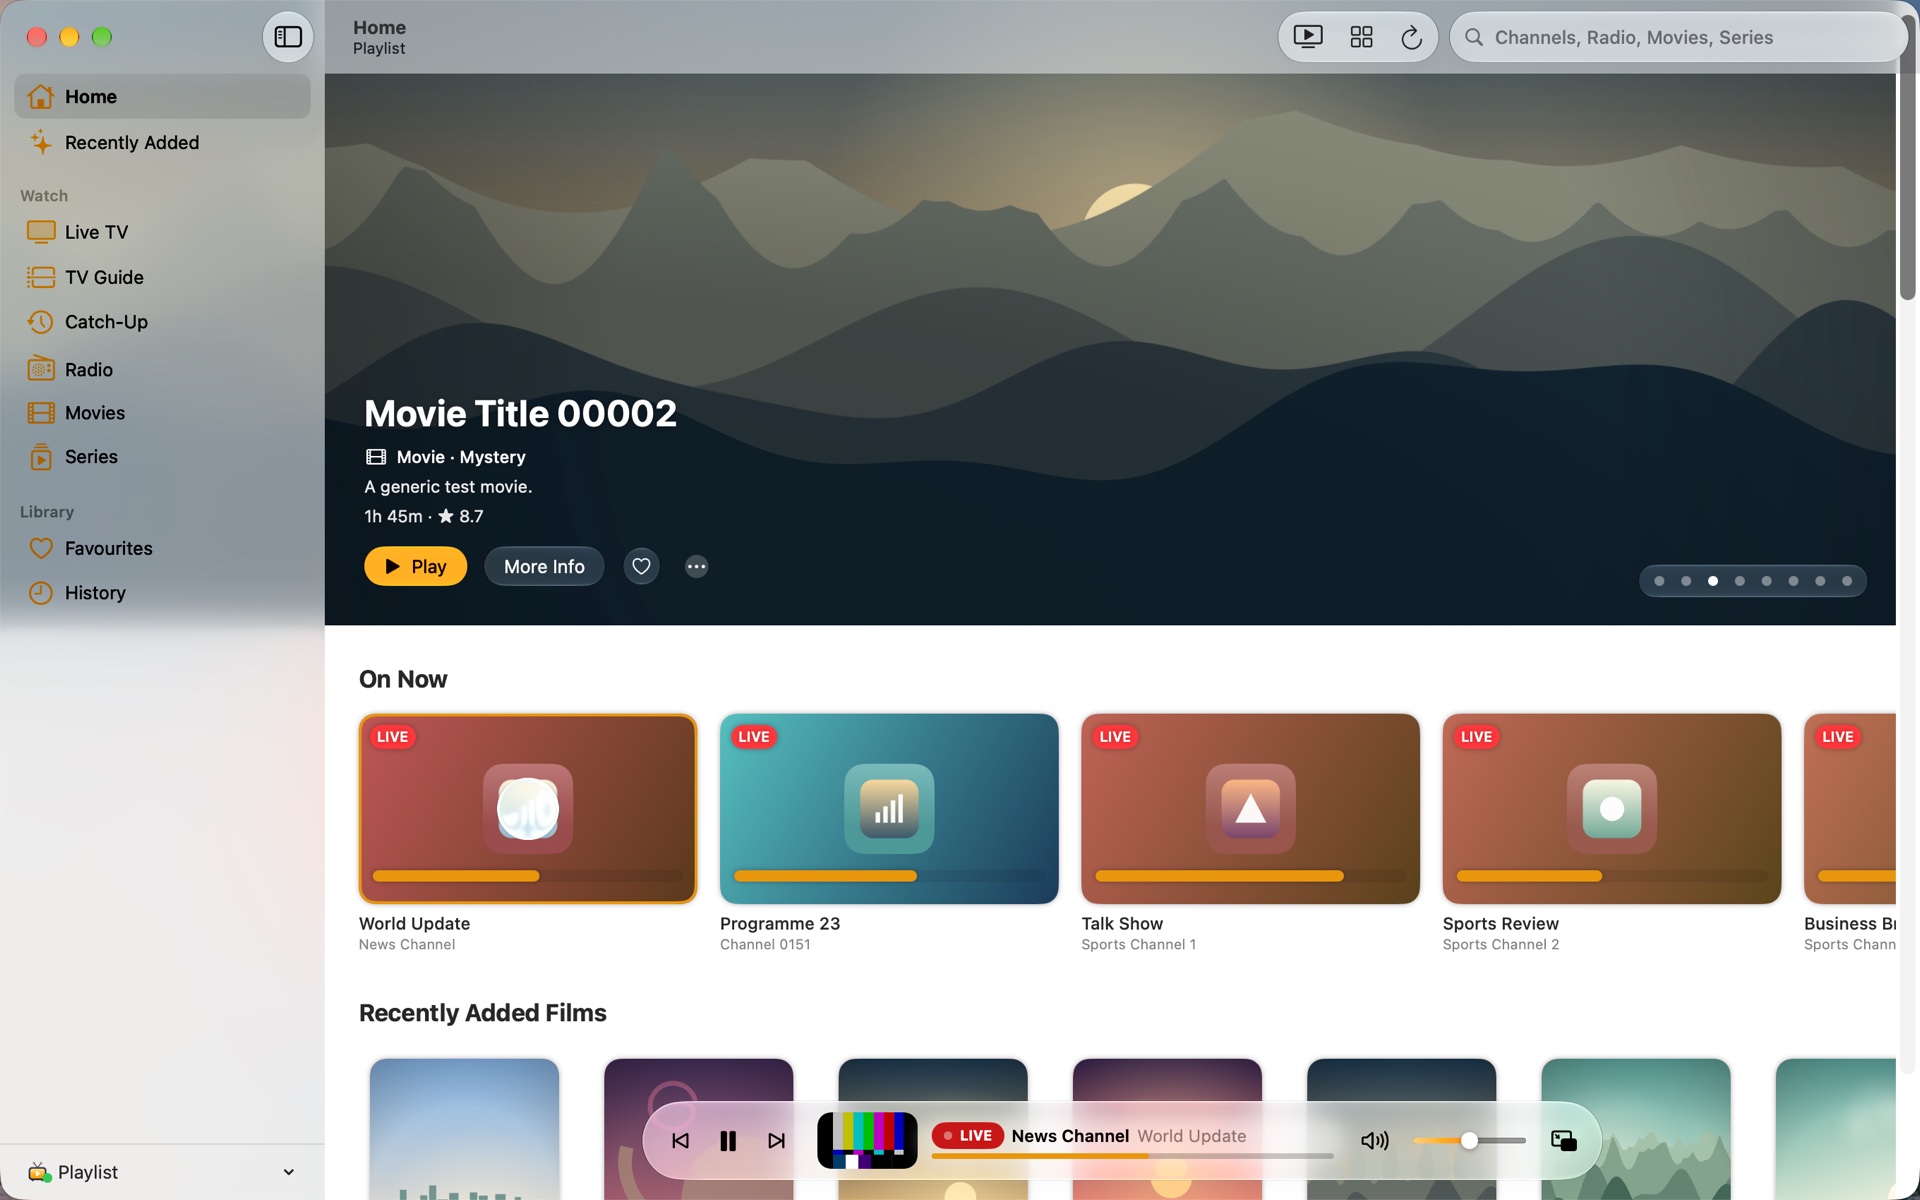 Home
Playlist
Channels, Radio, Movies, Series
Home
Recently Added
Watch
Live TV
TV Guide
Catch-Up
Radio
Movies
Series
Library
Favourites
History
Playlist
Movie Title 00002
Movie · Mystery
A generic test movie.
1h 45m · ★ 8.7
Play
More Info
On Now
LIVE
World Update
News Channel
LIVE
Programme 23
Channel 0151
LIVE
Talk Show
Sports Channel 1
LIVE
Sports Review
Sports Channel 2
LIVE
Business
Sports
Recently Added Films
LIVE News Channel World Update